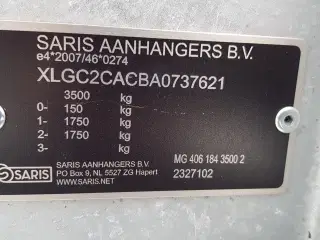 SARIS AANHANGERS B.V.
e4*2007/46*0274
XLGC2CACBA0737621
3500 kg
0- 150 kg
1- 1750 kg
2- 1750 kg
3-
SARIS AANHANGERS B.V.
PO Box 9, NL 5527 ZG Hapert
WWW.SARIS.NET
SARIS
MG 406 184 3500 2
2327102